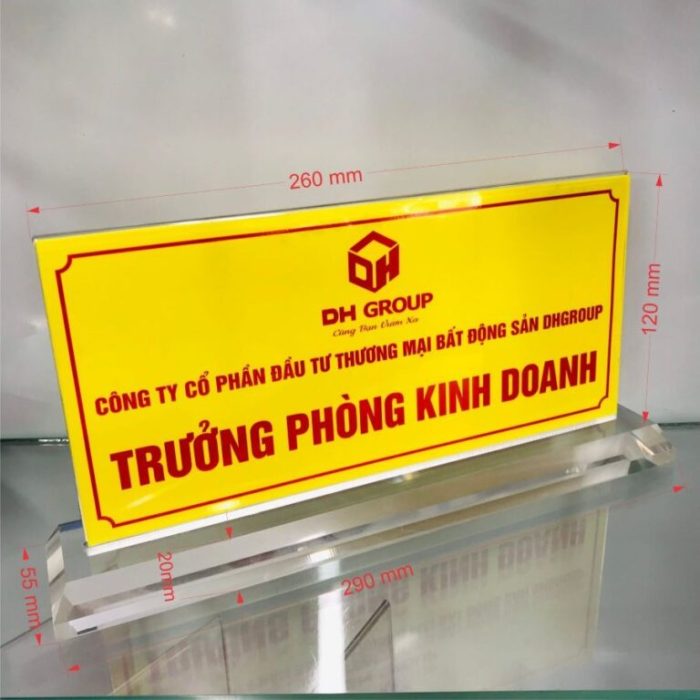 260 mm
120 mm
DH
DH GROUP
Cùng Bạn Vươn Xa
CÔNG TY CỔ PHẦN ĐẦU TƯ THƯƠNG MẠI BẤT ĐỘNG SẢN DHGROUP
TRƯỞNG PHÒNG KINH DOANH
20mm
55 mm
290 mm